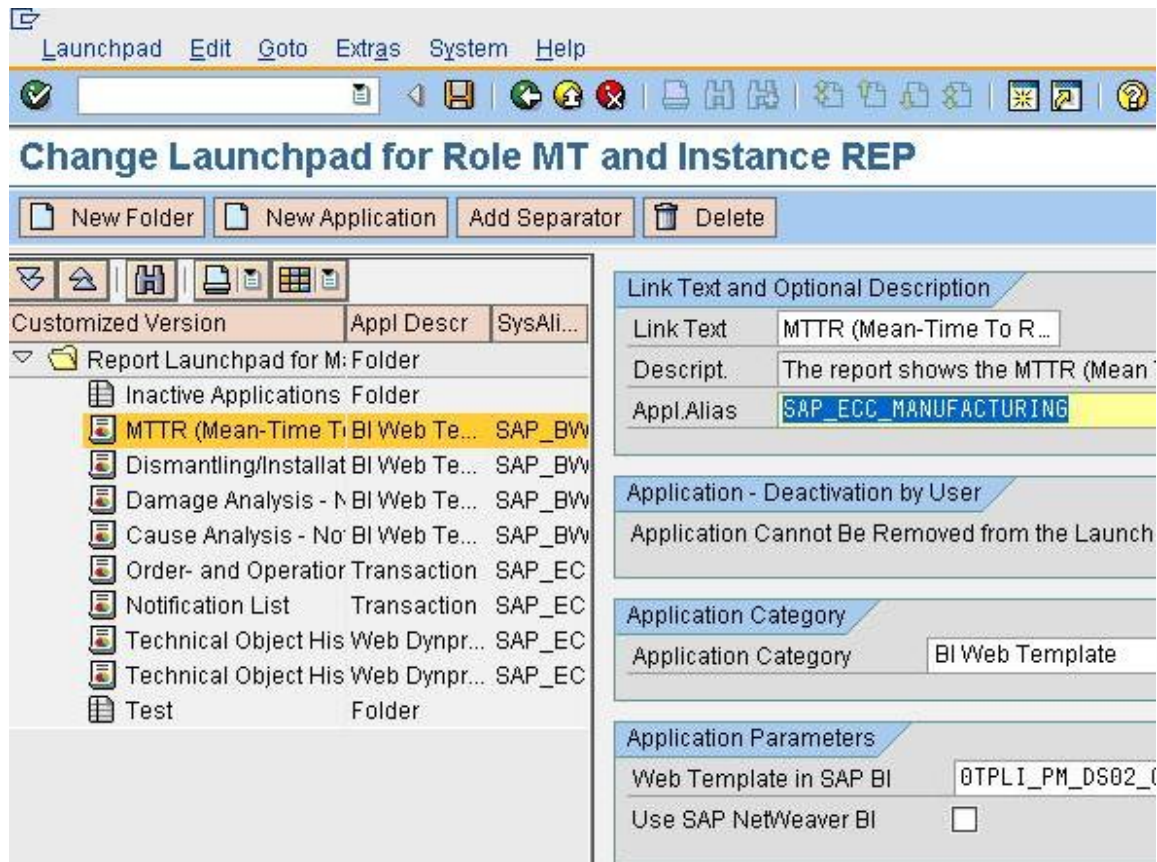 Launchpad Edit Goto Extras System Help
Change Launchpad for Role MT and Instance REP
New Folder New Application Add Separator Delete
Customized Version Appl Descr SysAli...
Report Launchpad for M Folder
Inactive Applications Folder
MTTR (Mean-Time T BI Web Te... SAP_BW
Dismantling/Installat BI Web Te... SAP_BW
Damage Analysis - N BI Web Te... SAP_BW
Cause Analysis - No BI Web Te... SAP_BW
Order- and Operation Transaction SAP_EC
Notification List Transaction SAP_EC
Technical Object His Web Dynpr... SAP_EC
Technical Object His Web Dynpr... SAP_EC
Test Folder
Link Text and Optional Description
Link Text MTTR (Mean-Time To R...
Descript. The report shows the MTTR (Mean T
Appl.Alias SAP_ECC_MANUFACTURING
Application - Deactivation by User
Application Cannot Be Removed from the Launch
Application Category
Application Category BI Web Template
Application Parameters
Web Template in SAP BI 0TPLI_PM_DS02_0
Use SAP NetWeaver BI